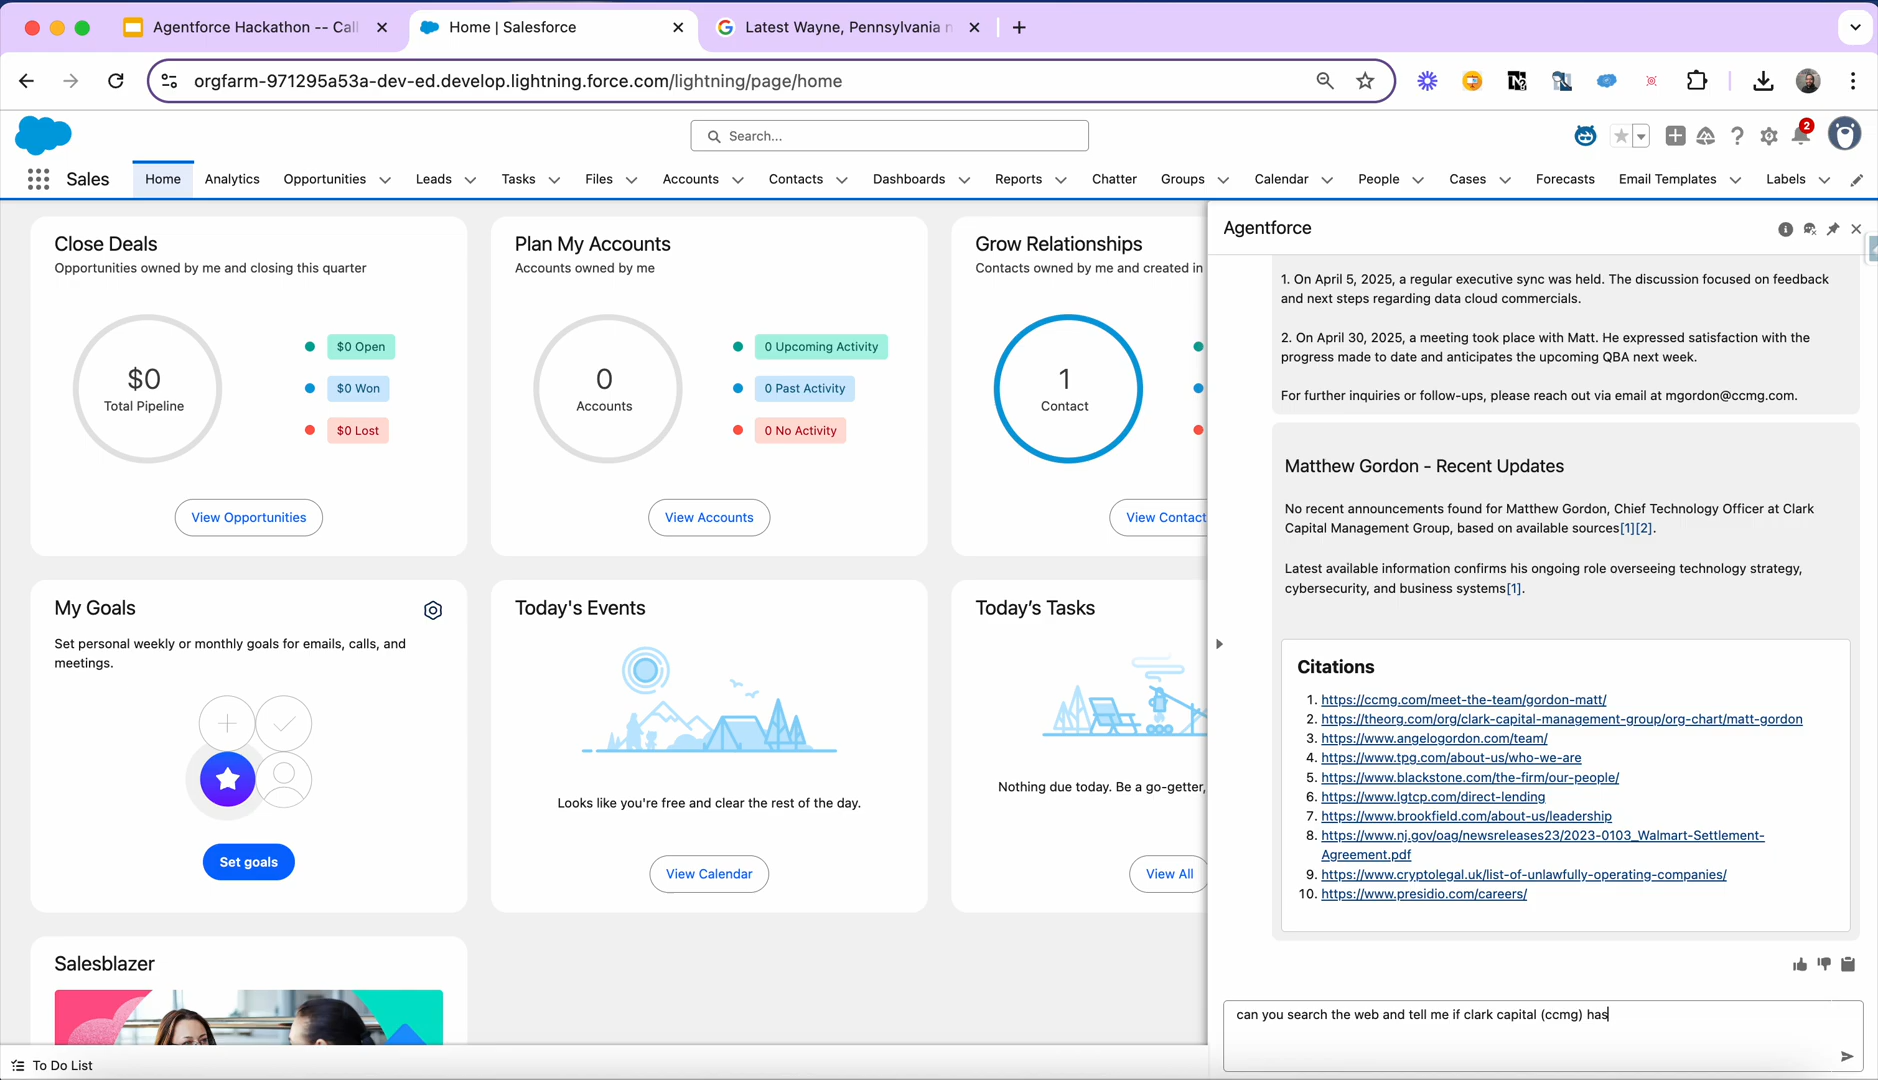 Agentforce Hackathon -- Call
Home | Salesforce
Latest Wayne, Pennsylvania n
orgfarm-971295a53a-dev-ed.develop.lightning.force.com/lightning/page/home
Search...
2
Sales
Home
Analytics
Opportunities
Leads
Tasks
Files
Accounts
Contacts
Dashboards
Reports
Chatter
Groups
Calendar
People
Cases
Forecasts
Email Templates
Labels
Close Deals
Opportunities owned by me and closing this quarter
$0
Total Pipeline
$0 Open
$0 Won
$0 Lost
View Opportunities
Plan My Accounts
Accounts owned by me
0
Accounts
0 Upcoming Activity
0 Past Activity
0 No Activity
View Accounts
Grow Relationships
Contacts owned by me and created in
1
Contact
View Contact
My Goals
Set personal weekly or monthly goals for emails, calls, and
meetings.
Set goals
Today's Events
Looks like you're free and clear the rest of the day.
View Calendar
Today’s Tasks
Nothing due today. Be a go-getter,
View All
Salesblazer
To Do List
Agentforce
1. On April 5, 2025, a regular executive sync was held. The discussion focused on feedback
and next steps regarding data cloud commercials.
2. On April 30, 2025, a meeting took place with Matt. He expressed satisfaction with the
progress made to date and anticipates the upcoming QBA next week.
For further inquiries or follow-ups, please reach out via email at mgordon@ccmg.com.
Matthew Gordon - Recent Updates
No recent announcements found for Matthew Gordon, Chief Technology Officer at Clark
Capital Management Group, based on available sources[1][2].
Latest available information confirms his ongoing role overseeing technology strategy,
cybersecurity, and business systems[1].
Citations
1. https://ccmg.com/meet-the-team/gordon-matt/
2. https://theorg.com/org/clark-capital-management-group/org-chart/matt-gordon
3. https://www.angelogordon.com/team/
4. https://www.tpg.com/about-us/who-we-are
5. https://www.blackstone.com/the-firm/our-people/
6. https://www.lgtcp.com/direct-lending
7. https://www.brookfield.com/about-us/leadership
8. https://www.nj.gov/oag/newsreleases23/2023-0103_Walmart-Settlement-
Agreement.pdf
9. https://www.cryptolegal.uk/list-of-unlawfully-operating-companies/
10. https://www.presidio.com/careers/
can you search the web and tell me if clark capital (ccmg) has